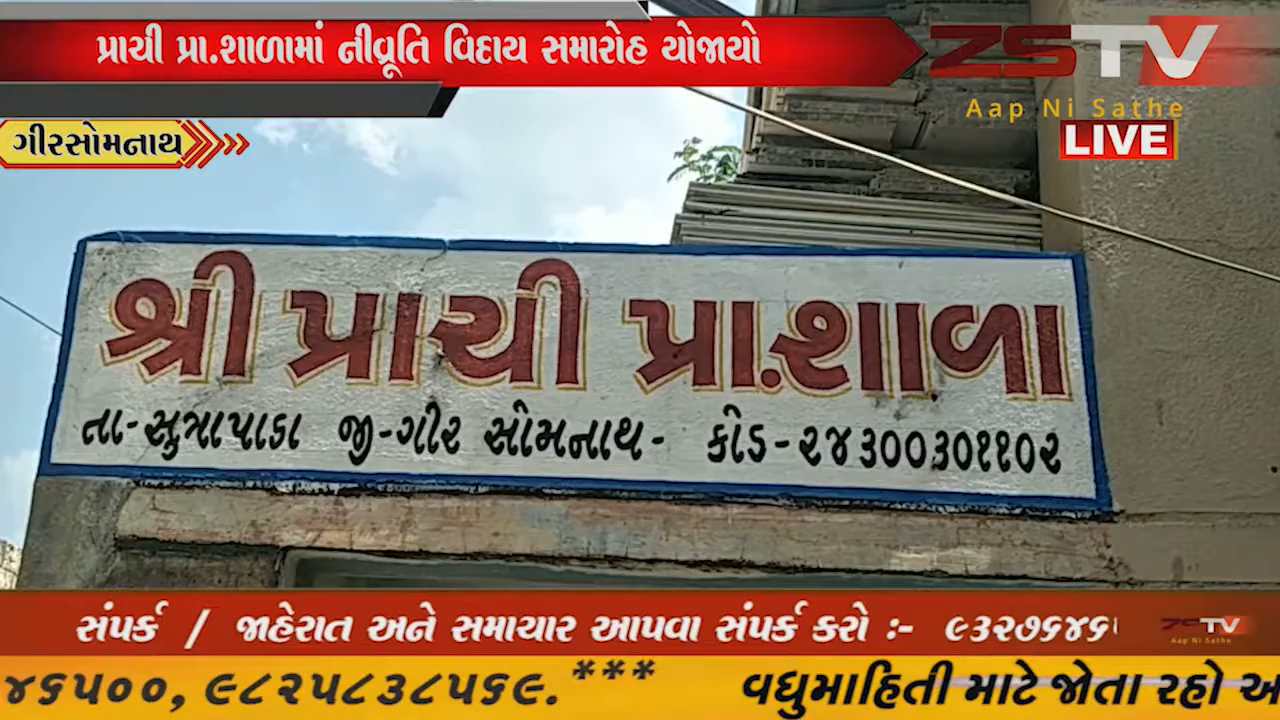 પ્રાચી પ્રા.શાળામાં નીવ્રૂતિ વિદાય સમારોહ યોજાયો
ZSTV
Aap Ni Sathe
LIVE
ગીરસોમનાથ
શ્રી પ્રાચી પ્રા.શાળા
તા-સુત્રાપાડા જી-ગીર સોમનાથ- કોડ-૨૪૩૦૦૩૦૧૧૦૨
સંપર્ક / જાહેરાત અને સમાચાર આપવા સંપર્ક કરો :- ૯૩૨૭૬૪૬
ZSTV
Aap Ni Sathe
૪૬૫૦૦, ૯૮૨૫૮૩૮૫૬૯.*** વધુમાહિતી માટે જોતા રહો